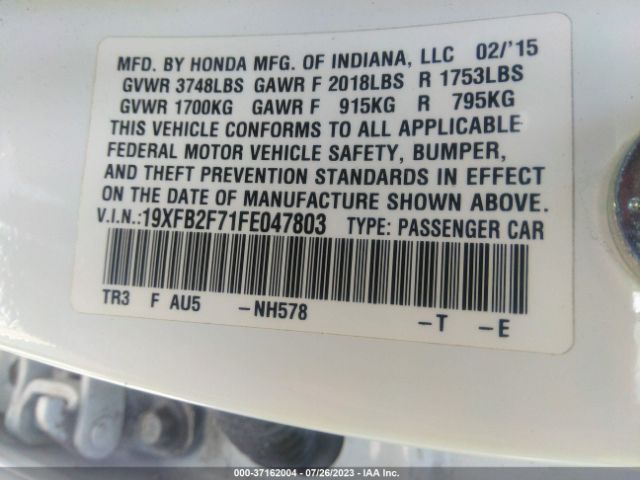 MFD. BY HONDA MFG. OF INDIANA, LLC 02/'15
GVWR 3748LBS GAWR F 2018LBS R 1753LBS
GVWR 1700KG GAWR F 915KG R 795KG
THIS VEHICLE CONFORMS TO ALL APPLICABLE
FEDERAL MOTOR VEHICLE SAFETY, BUMPER,
AND THEFT PREVENTION STANDARDS IN EFFECT
ON THE DATE OF MANUFACTURE SHOWN ABOVE.
V.I.N.:19XFB2F71FE047803 TYPE: PASSENGER CAR
TR3 F AU5 -NH578 -T -E
000-37162004 / 07/26/2023 / IAA Inc.